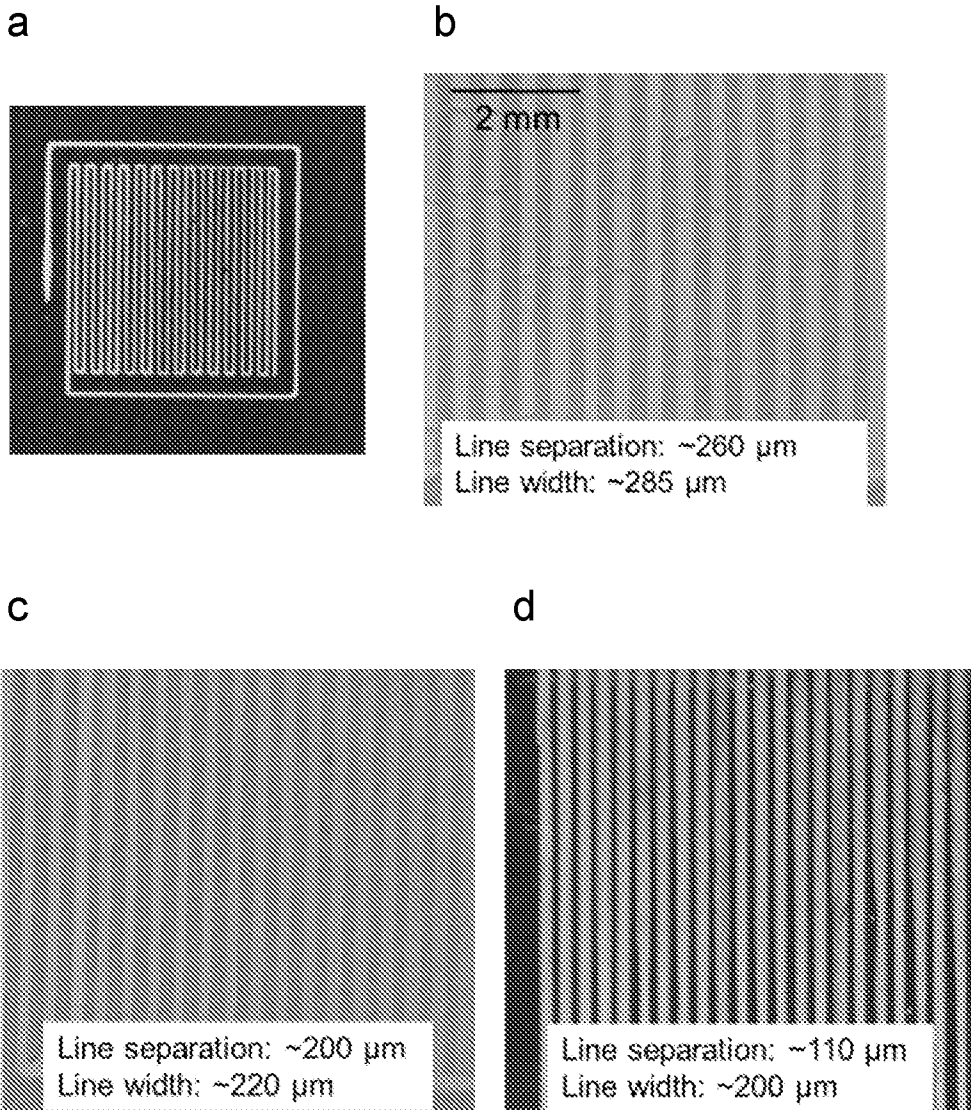 a
b
2 mm
Line separation: ~260 µm
Line width: ~285 µm
c
d
Line separation: ~200 µm
Line width: ~220 µm
Line separation: ~110 µm
Line width: ~200 µm